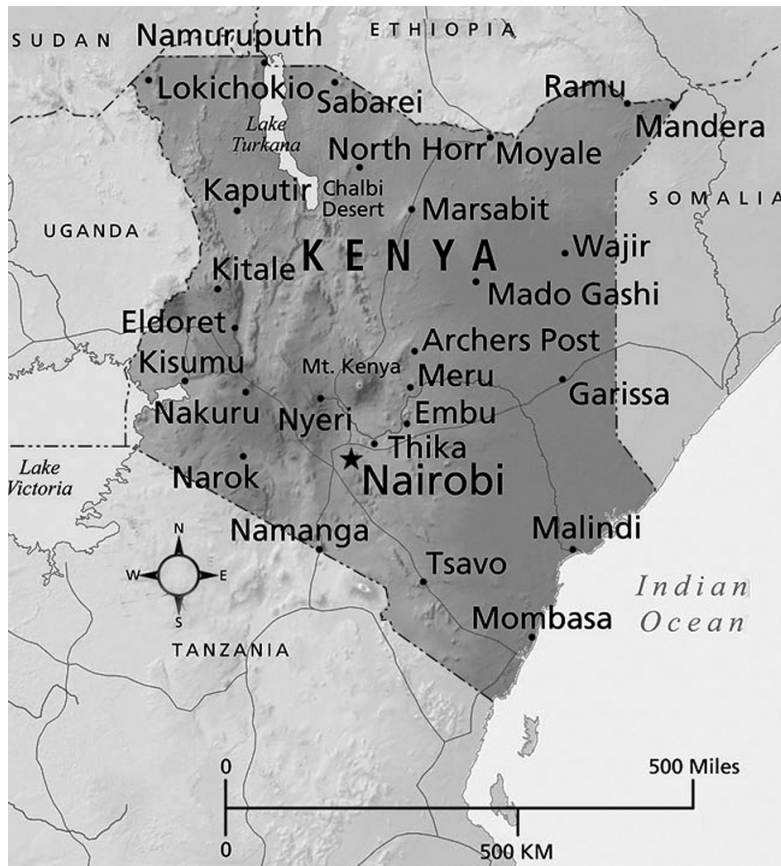 SUDAN
Namuruputh
ETHIOPIA
Lokichokio
Sabarei
Ramu
Mandera
Lake
Turkana
North Horr
Moyale
Kaputir
Chalbi
Desert
Marsabit
SOMALIA
UGANDA
KENYA
Wajir
Kitale
Mado Gashi
Eldoret
Archers Post
Kisumu
Mt. Kenya
Meru
Garissa
Nakuru
Nyeri
Embu
Thika
Lake
Victoria
Narok
Nairobi
Namanga
Malindi
N
W
E
S
Tsavo
Indian
Ocean
Mombasa
TANZANIA
0
500 Miles
0
500 KM